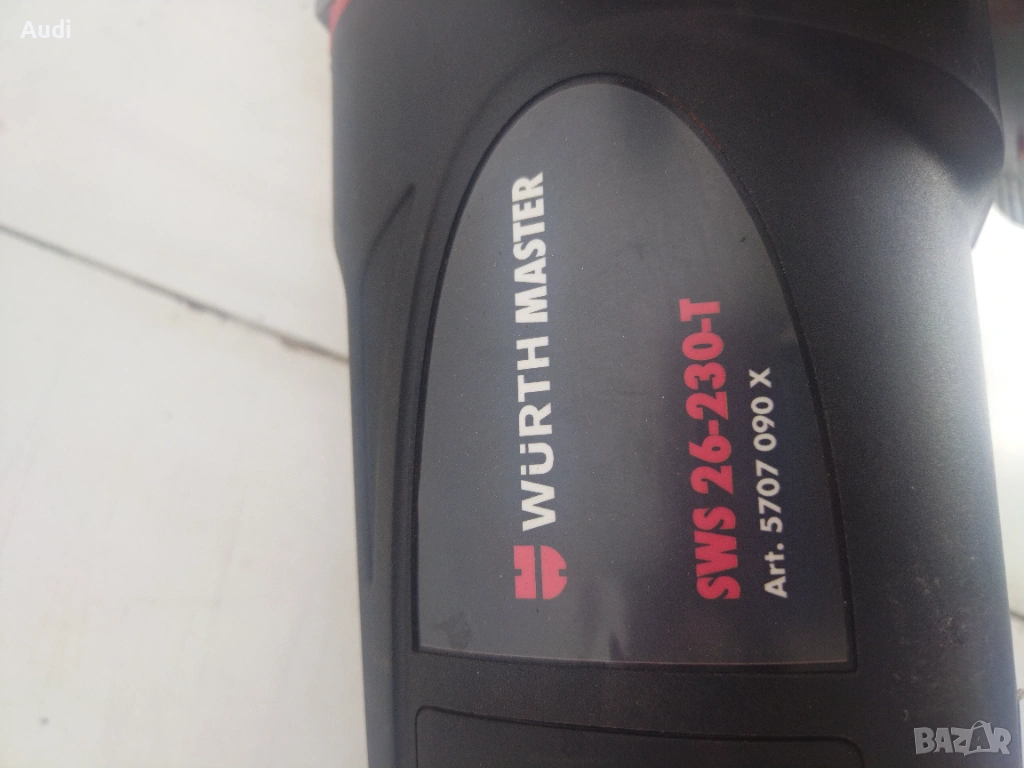 Audi
WÜRTH MASTER
SWS 26-230-T
Art. 5707 090 X
BAZAR